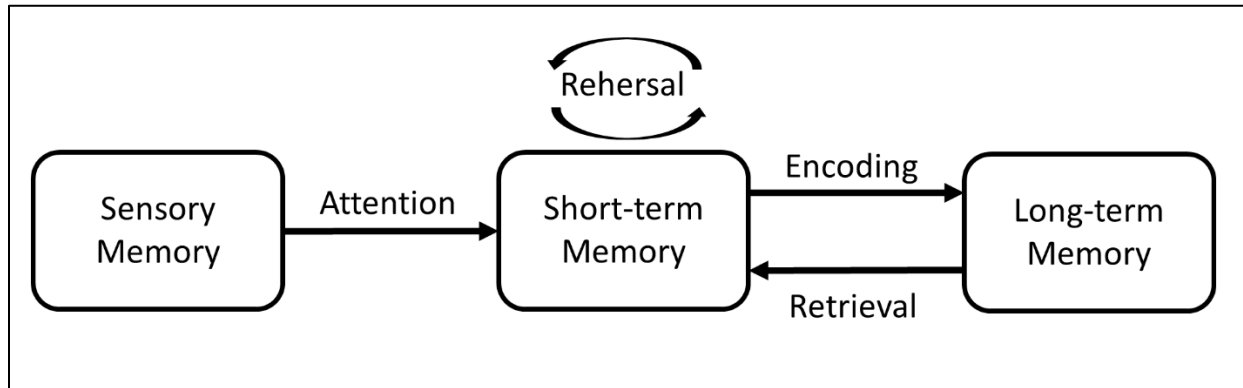 Rehersal
Sensory
Memory
Attention
Short-term
Memory
Encoding
Retrieval
Long-term
Memory